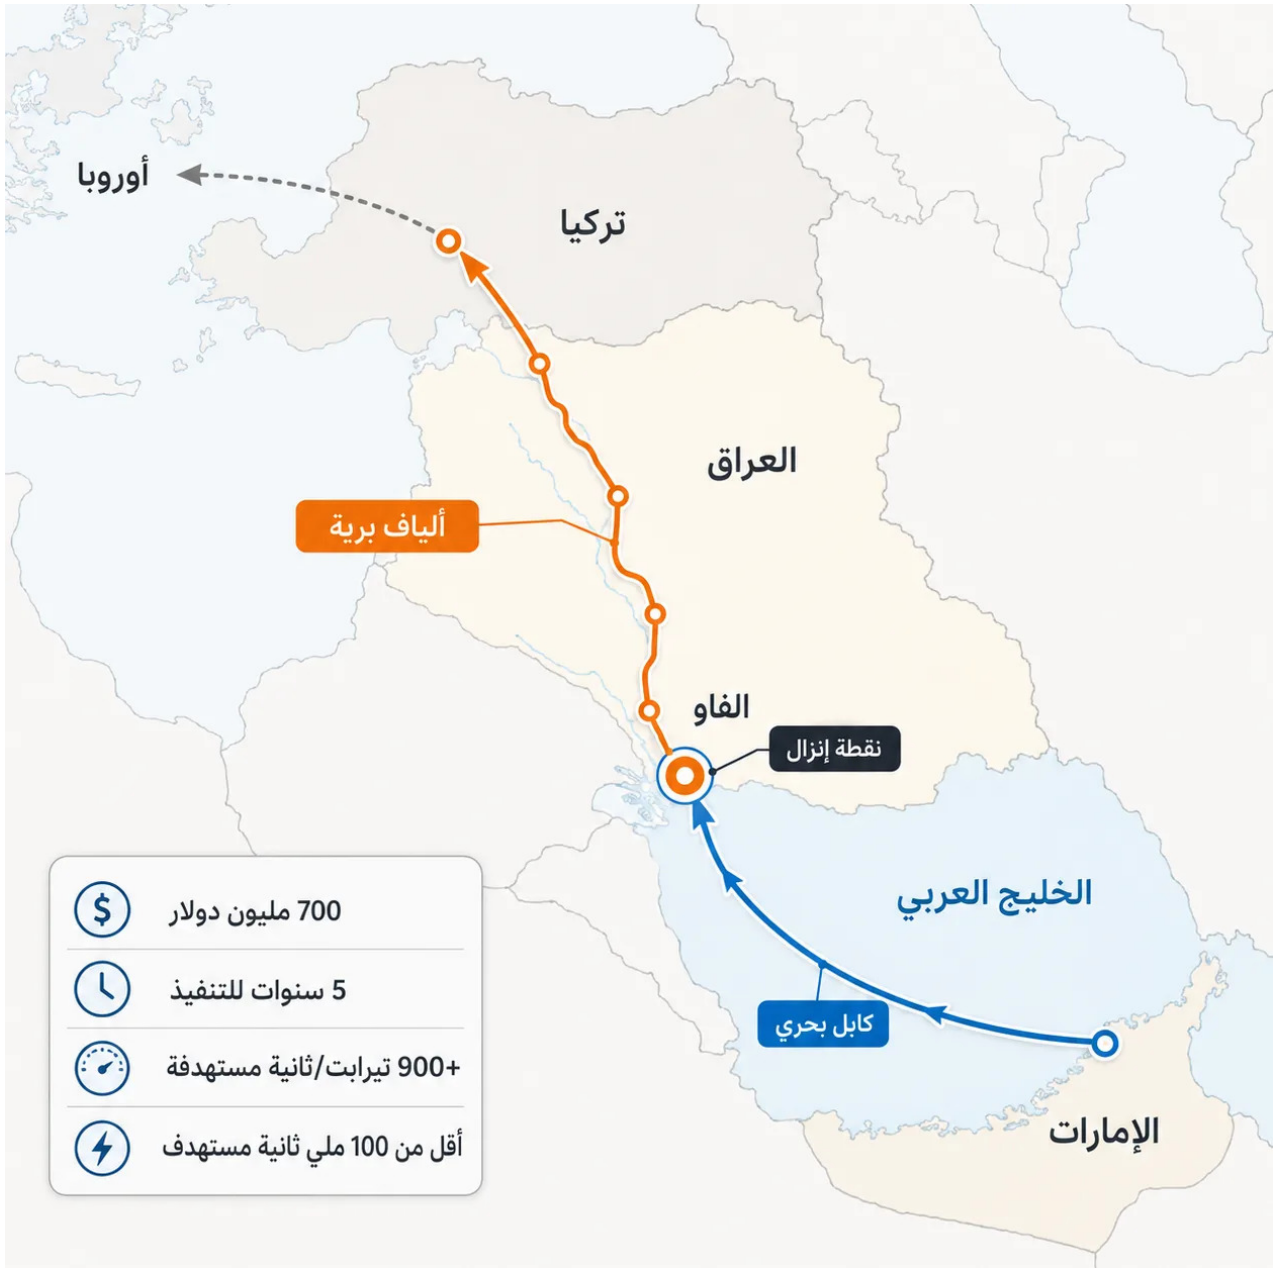 أوروبا
تركيا
العراق
ألياف برية
الفاو
نقطة إنزال
الخليج العربي
كابل بحري
الإمارات
700 مليون دولار
5 سنوات للتنفيذ
+900 تيرابت/ثانية مستهدفة
أقل من 100 ملي ثانية مستهدف